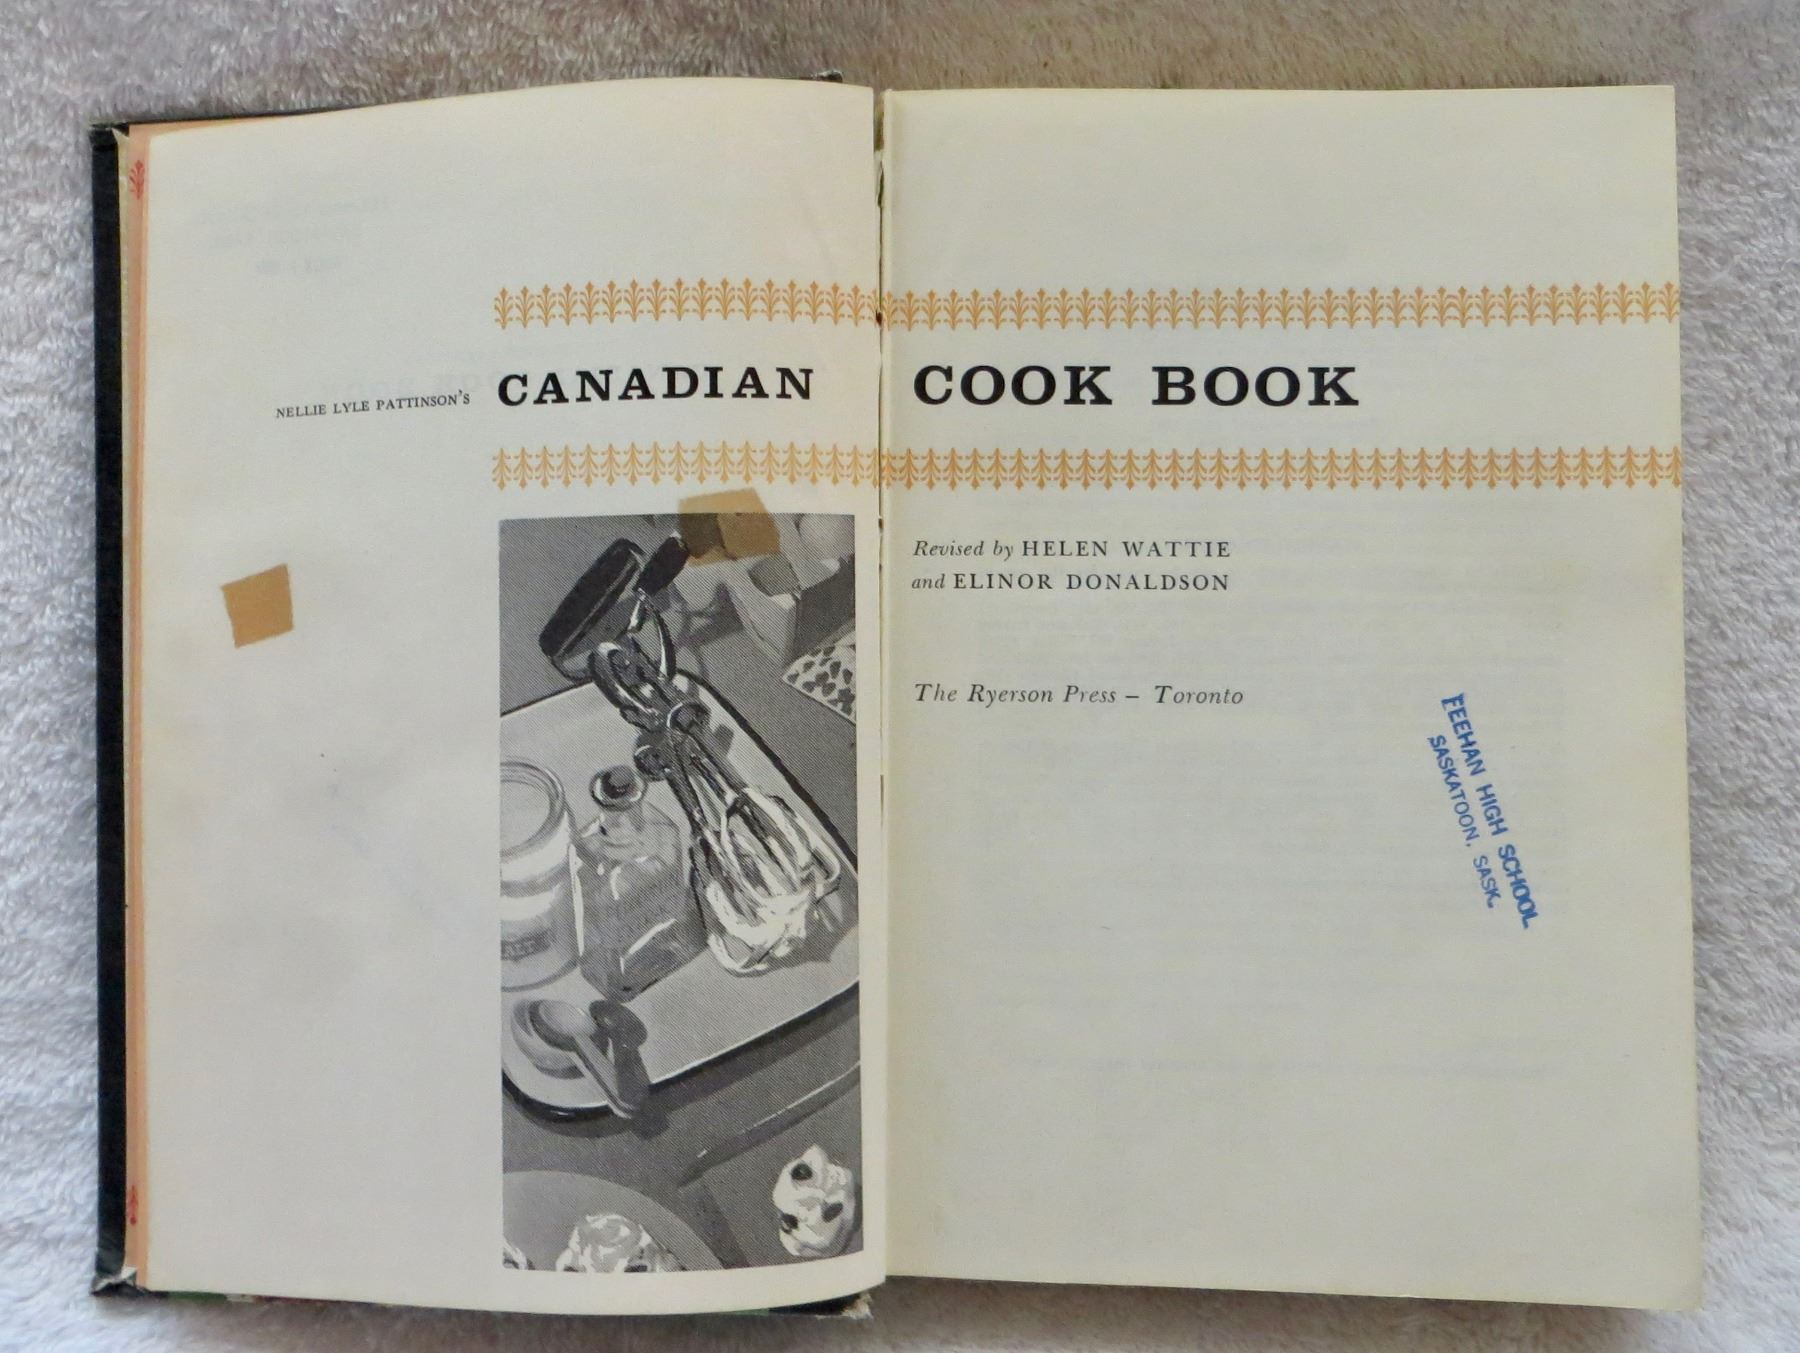 NELLIE LYLE PATTINSON'S CANADIAN COOK BOOK
Revised by HELEN WATTIE
and ELINOR DONALDSON
The Ryerson Press – Toronto
FEEHAN HIGH SCHOOL
SASKATOON, SASK.